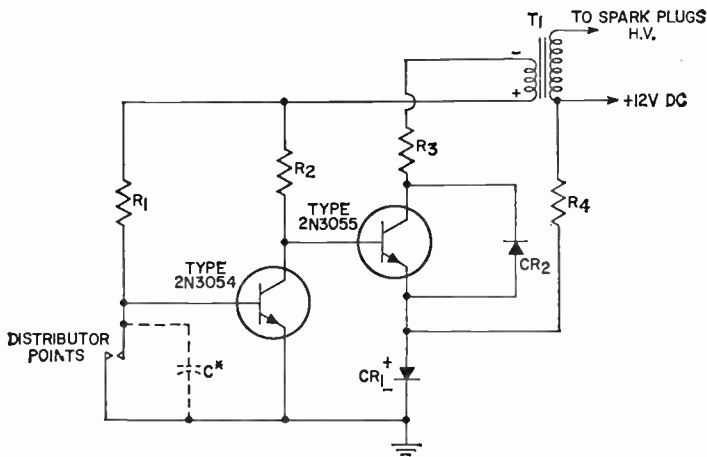 T1
TO SPARK PLUGS
H.V.
-
+
+12V DC
R3
R2
R1
R4
TYPE
2N3055
TYPE
2N3054
CR2
DISTRIBUTOR
POINTS
C*
CR1
+
-